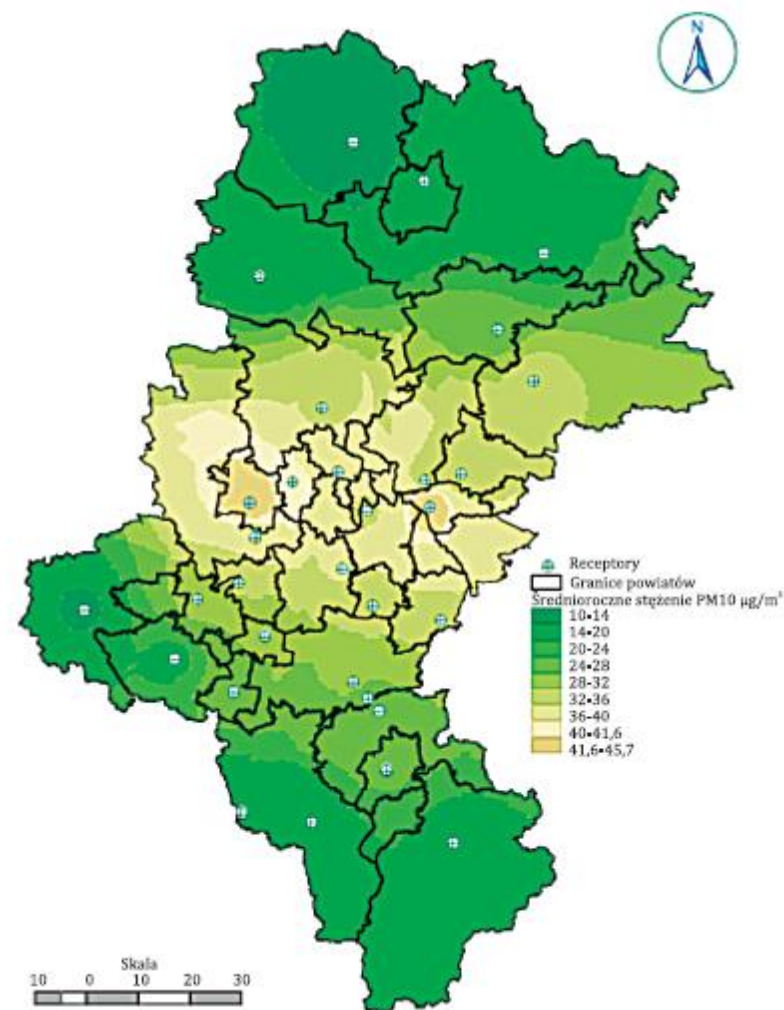 N
Receptory
Granice powiatów
Średnioroczne stężenie PM10 µg/m³
10-14
14-20
20-24
24-28
28-32
32-36
36-40
40-41,6
41,6-45,7
Skala
10 0 10 20 30